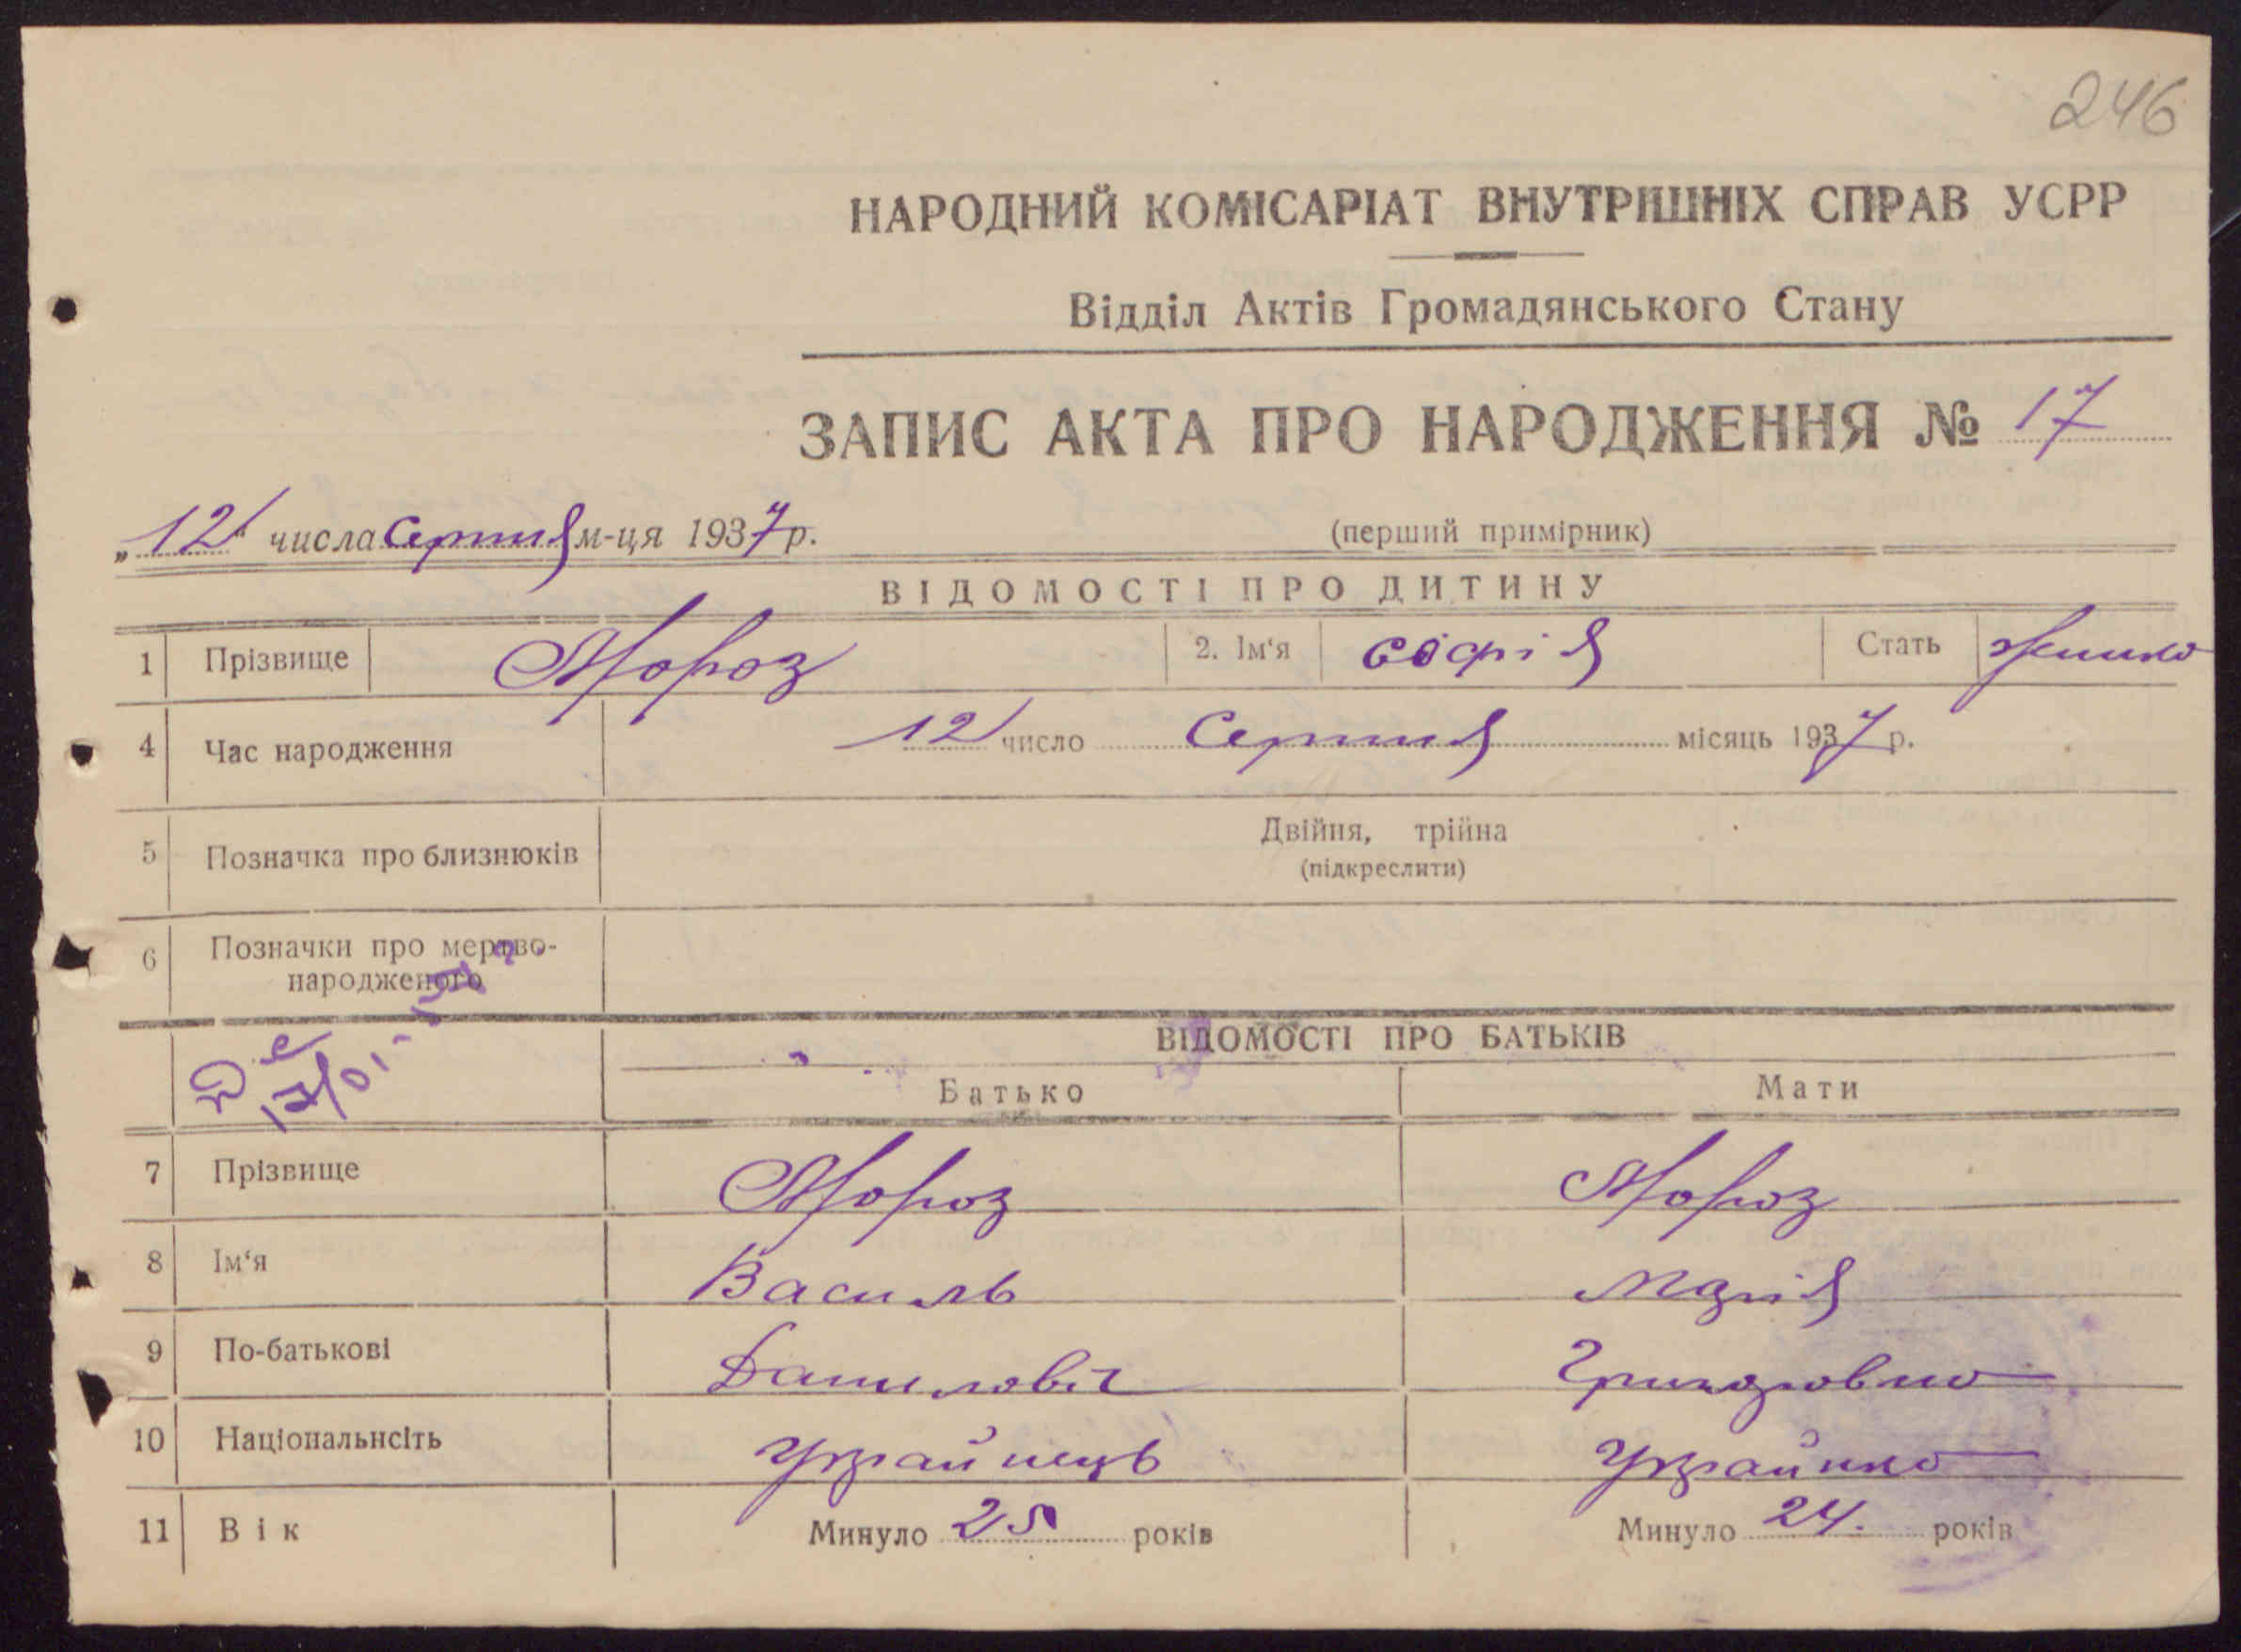 246
НАРОДНИЙ КОМІСАРІАТ ВНУТРІШНІХ СПРАВ УСРР
Відділ Актів Громадянського Стану
ЗАПИС АКТА ПРО НАРОДЖЕННЯ № 17
„12“ числа Серпня м-ця 1937 р. (перший примірник)
ВІДОМОСТІ ПРО ДИТИНУ
1 Прізвище Мороз 2. Ім‘я Софія Стать
4 Час народження 12 число Серпня місяць 1937 р.
5 Позначка про близнюків Двійня, трійна
(підкреслити)
6 Позначки про мертво-
народженого
ВІДОМОСТІ ПРО БАТЬКІВ
Батько Мати
7 Прізвище Мороз Мороз
8 Ім‘я Василь Марія
9 По-батькові Данилович
10 Національнсіть Українець Українка
11 Вік Минуло 25 років Минуло 24. років